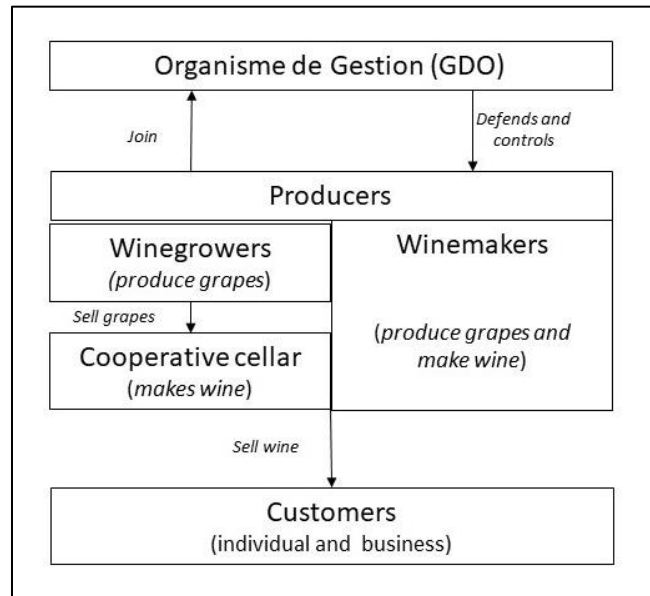 Organisme de Gestion (GDO)
Join
Defends and
controls
Producers
Winegrowers
(produce grapes)
Winemakers
(produce grapes and
make wine)
Sell grapes
Cooperative cellar
(makes wine)
Sell wine
Customers
(individual and business)